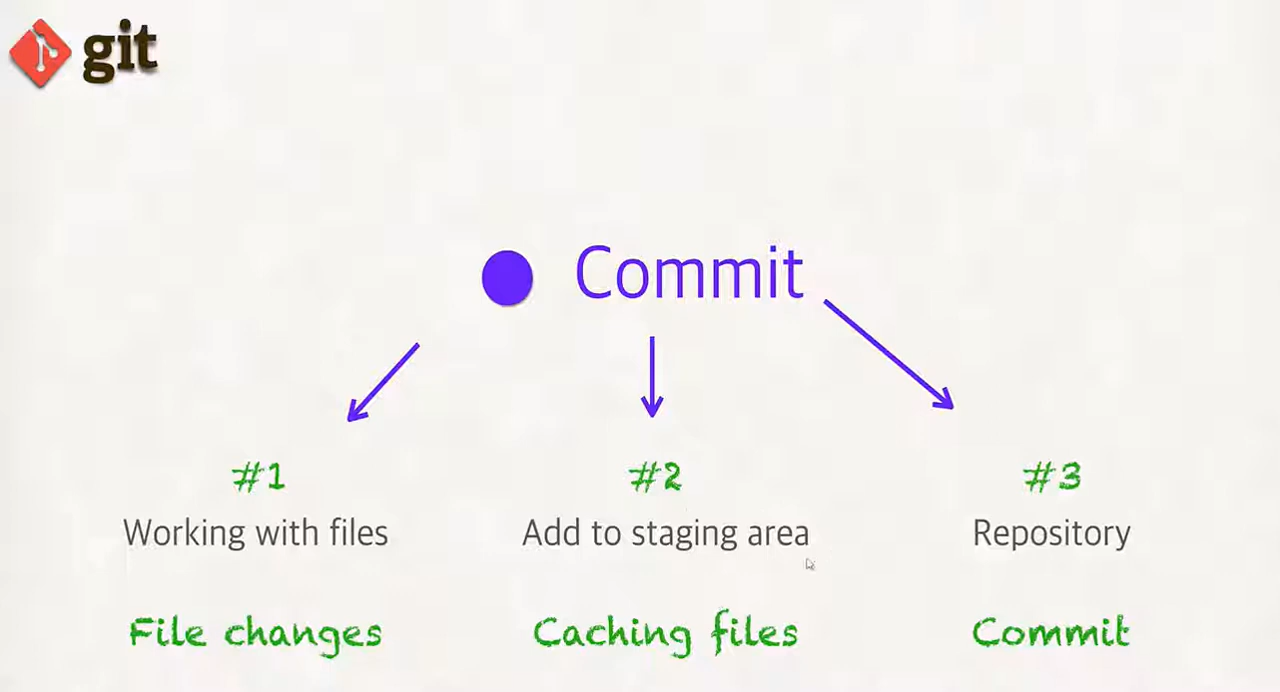 git
Commit
#1
#2
#3
Working with files
Add to staging area
Repository
File changes
Caching files
Commit